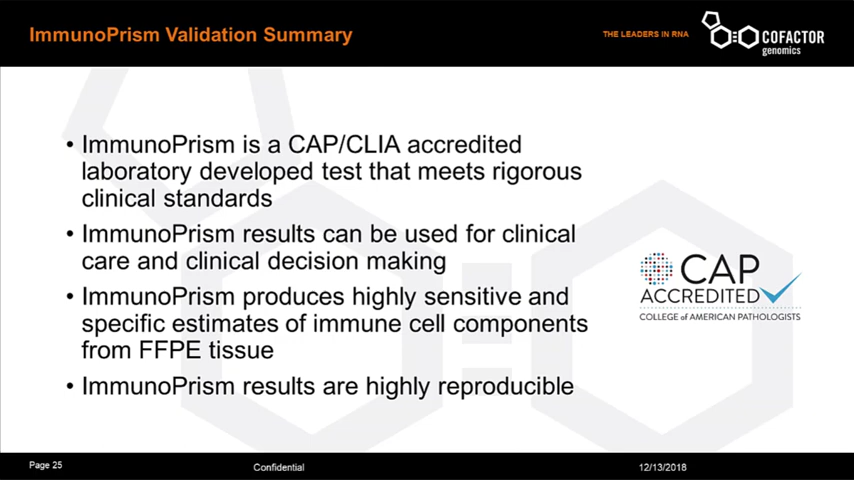 ImmunoPrism Validation Summary
THE LEADERS IN RNA
COFACTOR
genomics
• ImmunoPrism is a CAP/CLIA accredited
laboratory developed test that meets rigorous
clinical standards
• ImmunoPrism results can be used for clinical
care and clinical decision making
• ImmunoPrism produces highly sensitive and
specific estimates of immune cell components
from FFPE tissue
• ImmunoPrism results are highly reproducible
CAP
ACCREDITED
COLLEGE of AMERICAN PATHOLOGISTS
Page 25
Confidential
12/13/2018